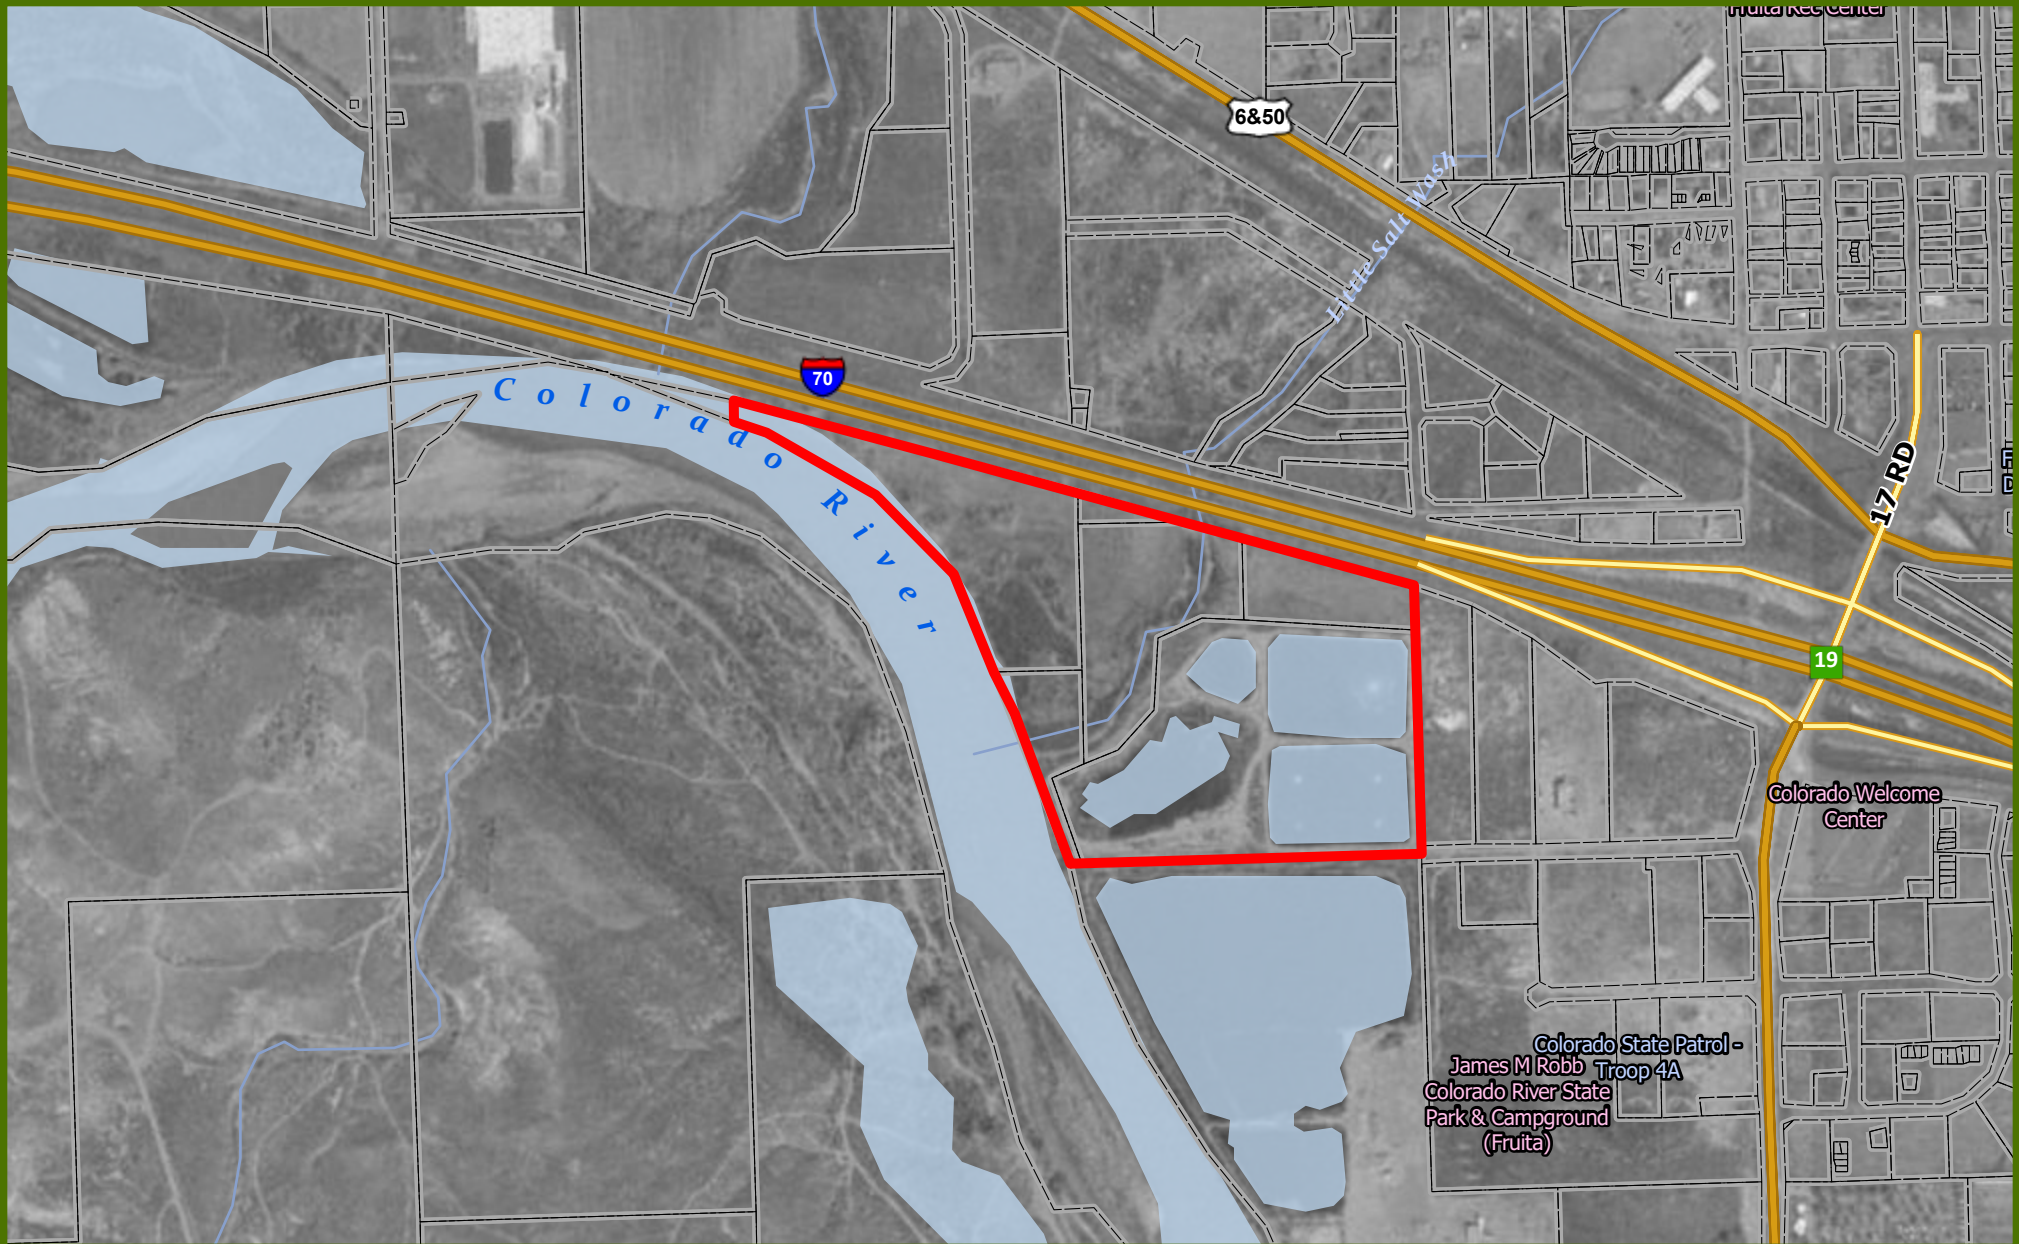 Fruita Rec Center
6&50
Little Salt Wash
70
Colorado River
17 RD
19
Colorado Welcome
Center
Colorado State Patrol -
Troop 4A
James M Robb
Colorado River State
Park & Campground
(Fruita)